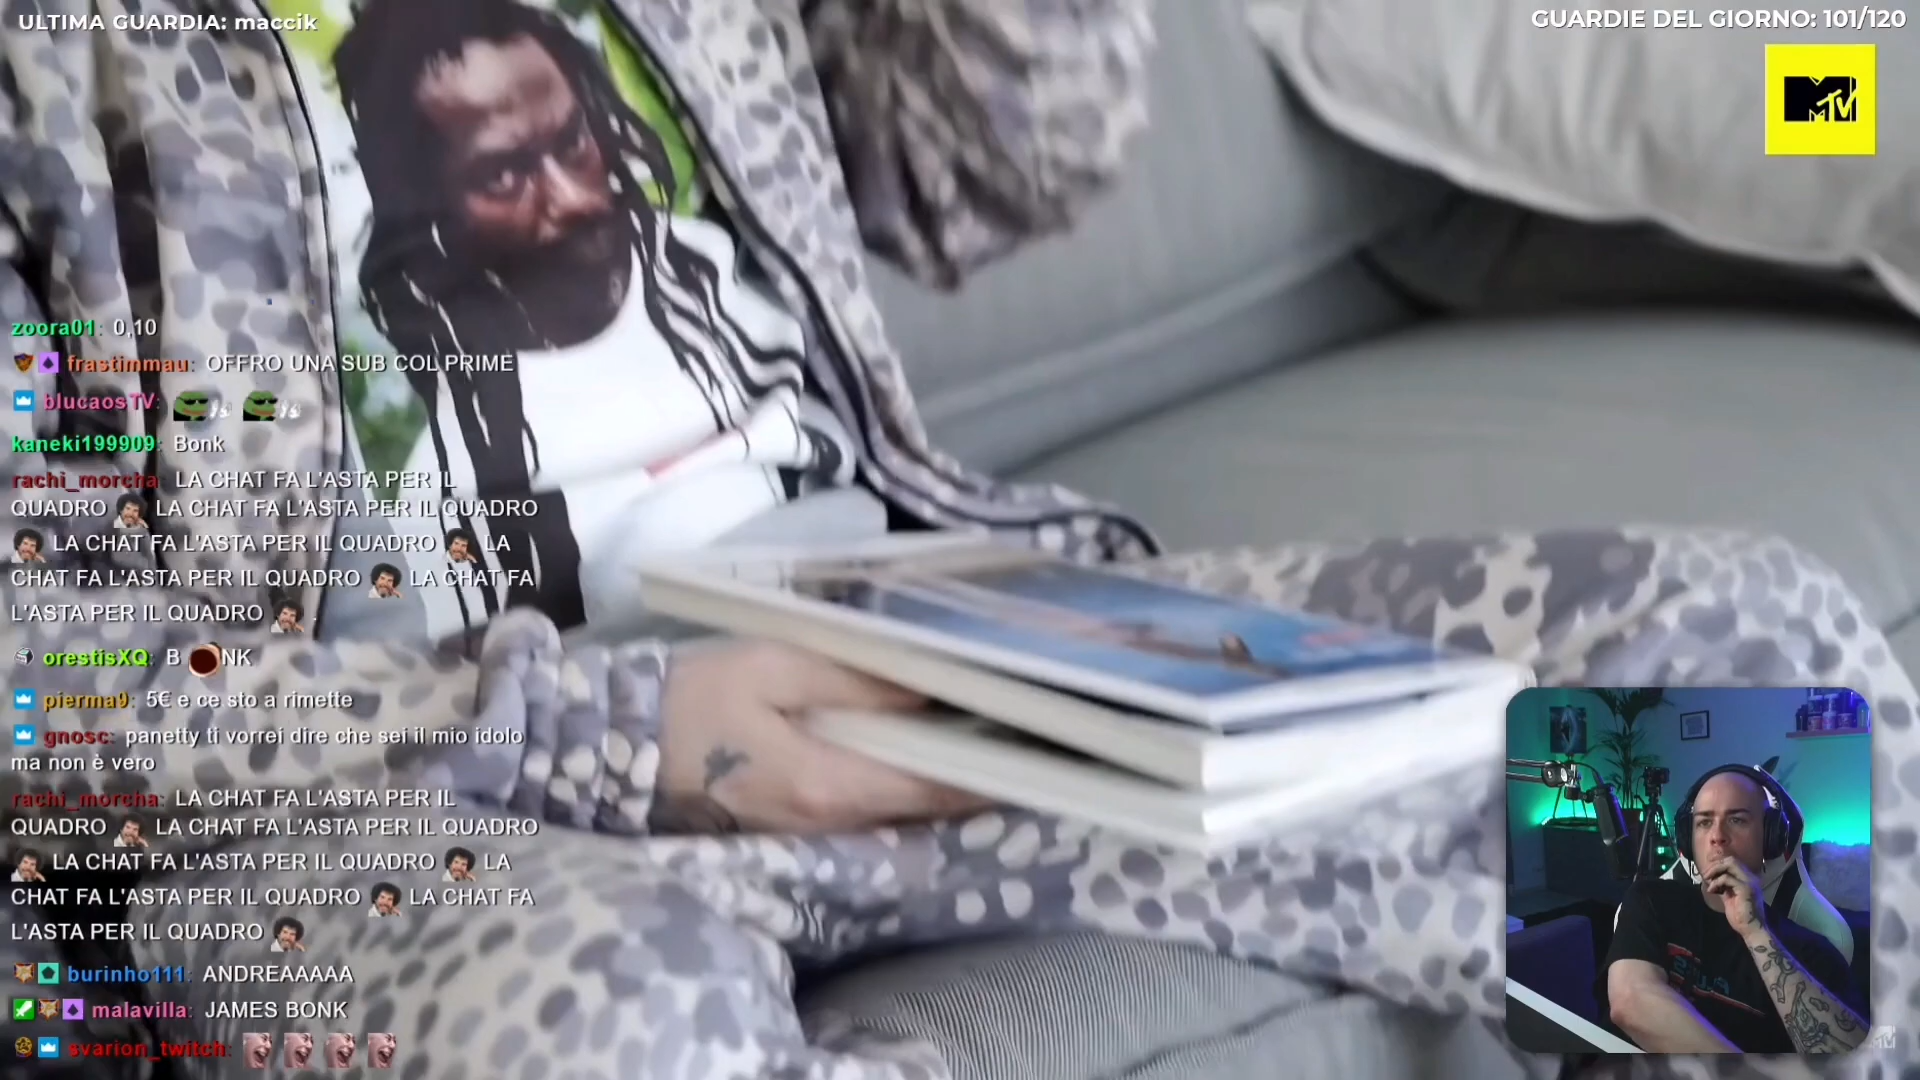 ULTIMA GUARDIA: maccik
GUARDIE DEL GIORNO: 101/120
MTV
zoora01: 0,10
frastimmau: OFFRO UNA SUB COL PRIME
blucaosTV:
kaneki199909: Bonk
rachi_morcha: LA CHAT FA L'ASTA PER IL
QUADRO LA CHAT FA L'ASTA PER IL QUADRO
LA CHAT FA L'ASTA PER IL QUADRO LA
CHAT FA L'ASTA PER IL QUADRO LA CHAT FA
L'ASTA PER IL QUADRO .
orestisXQ: B NK
pierma9: 5€ e ce sto a rimette
gnosc: panetty ti vorrei dire che sei il mio idolo
ma non è vero
rachi_morcha: LA CHAT FA L'ASTA PER IL
QUADRO LA CHAT FA L'ASTA PER IL QUADRO
LA CHAT FA L'ASTA PER IL QUADRO LA
CHAT FA L'ASTA PER IL QUADRO LA CHAT FA
L'ASTA PER IL QUADRO
burinho111: ANDREAAAAA
malavilla: JAMES BONK
svarion_twitch:
MTV